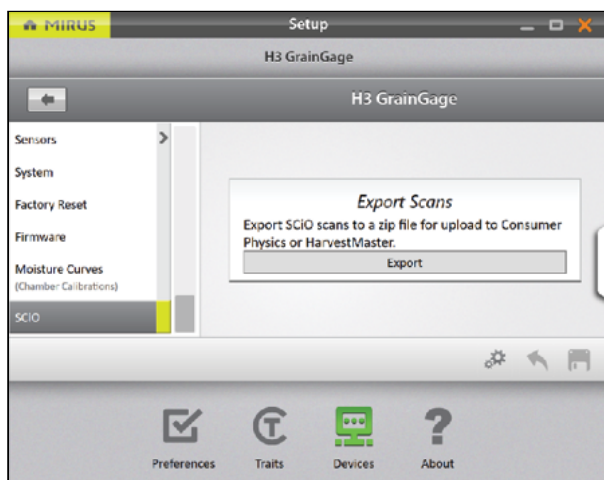 MIRUS
Setup
H3 GrainGage
H3 GrainGage
Sensors
System
Factory Reset
Firmware
Moisture Curves
(Chamber Calibrations)
SCIO
Export Scans
Export SCiO scans to a zip file for upload to Consumer
Physics or HarvestMaster.
Export
Preferences
Traits
Devices
About